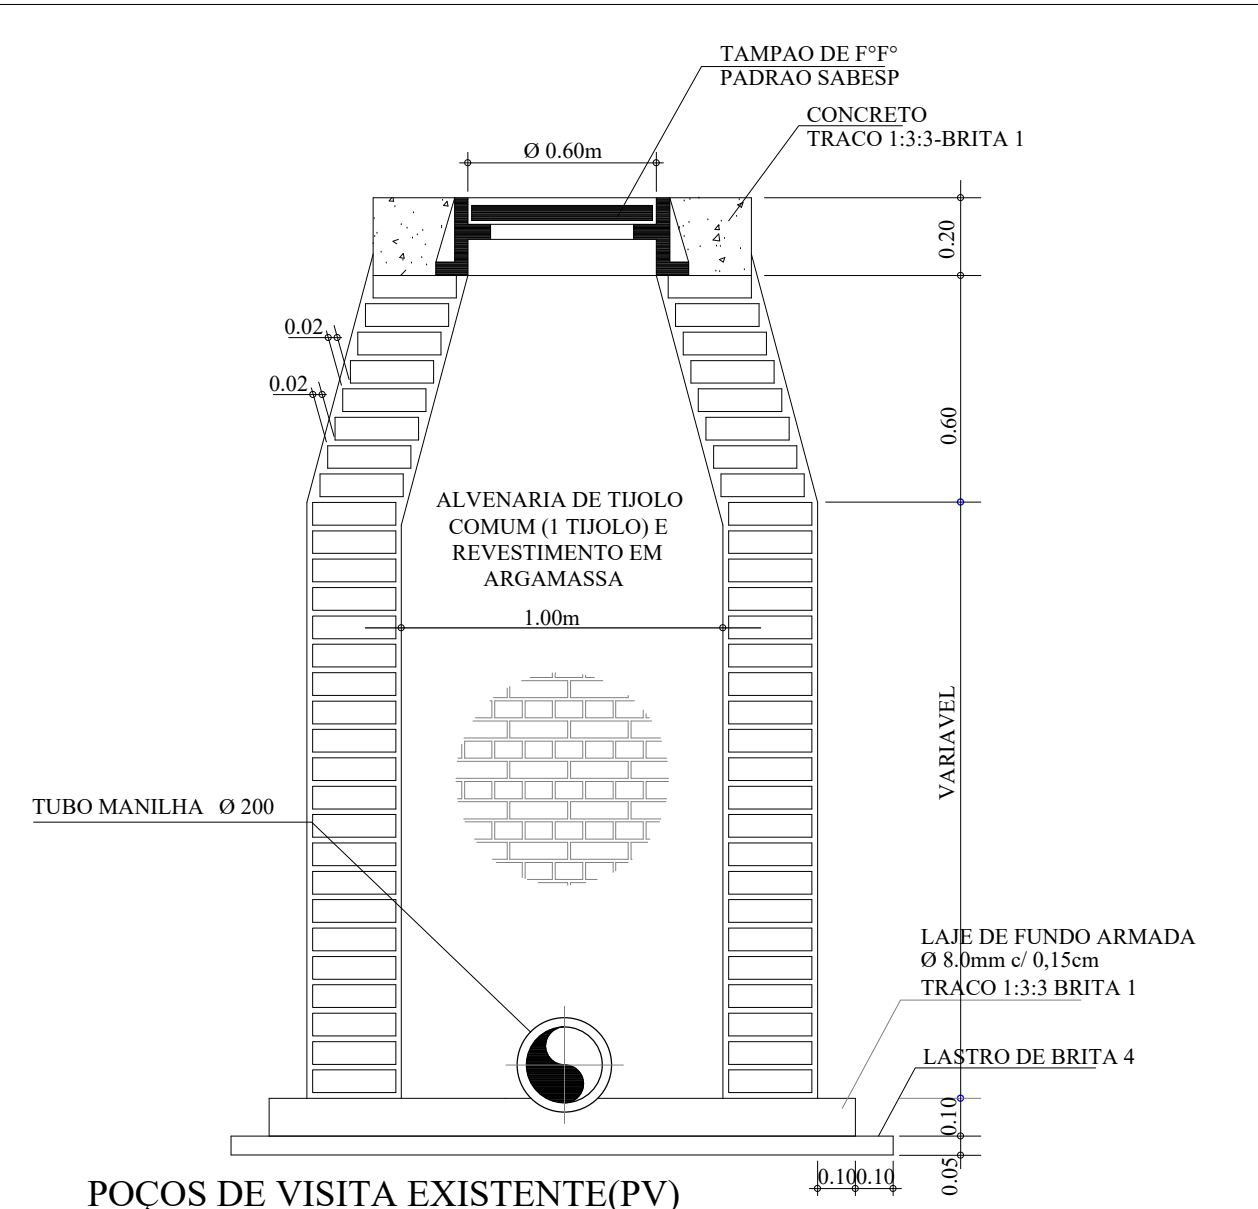 TAMPAO DE F°F°
PADRAO SABESP
CONCRETO
TRACO 1:3:3-BRITA 1
Ø 0.60m
0.20
0.02
0.02
0.60
ALVENARIA DE TIJOLO
COMUM (1 TIJOLO) E
REVESTIMENTO EM
ARGAMASSA
1.00m
VARIAVEL
TUBO MANILHA Ø 200
LAJE DE FUNDO ARMADA
Ø 8.0mm c/ 0,15cm
TRACO 1:3:3 BRITA 1
LASTRO DE BRITA 4
0.10
0.05
0.10 0.10
POÇOS DE VISITA EXISTENTE(PV)